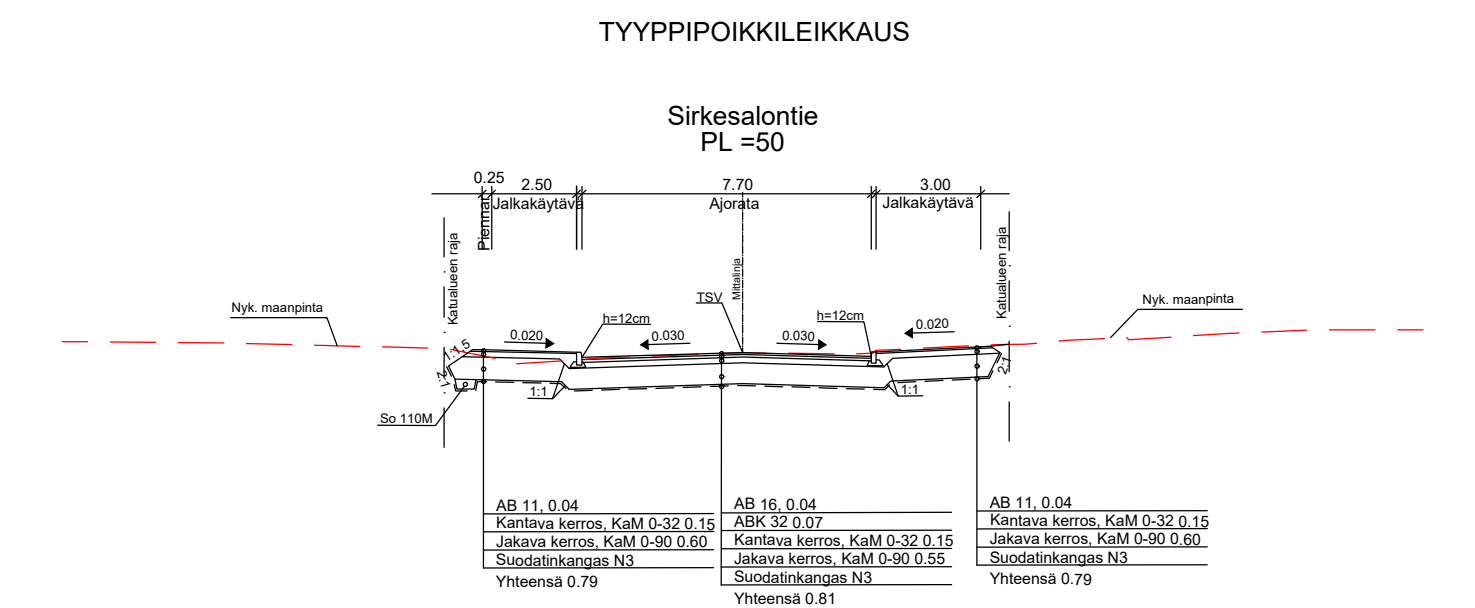 TYYPPIPOIKKILEIKKAUS
Sirkesalontie
PL =50
0.25
2.50
7.70
3.00
Piennar
Jalkakäytävä
Ajorata
Jalkakäytävä
Katualueen raja
Mittalinja
Katualueen raja
Nyk. maanpinta
TSV
Nyk. maanpinta
h=12cm
h=12cm
0.020
0.030
0.030
0.020
1:1.5
2:1
2:1
1:1
1:1
So 110M
AB 11, 0.04
Kantava kerros, KaM 0-32 0.15
Jakava kerros, KaM 0-90 0.60
Suodatinkangas N3
Yhteensä 0.79
AB 16, 0.04
ABK 32 0.07
Kantava kerros, KaM 0-32 0.15
Jakava kerros, KaM 0-90 0.55
Suodatinkangas N3
Yhteensä 0.81
AB 11, 0.04
Kantava kerros, KaM 0-32 0.15
Jakava kerros, KaM 0-90 0.60
Suodatinkangas N3
Yhteensä 0.79